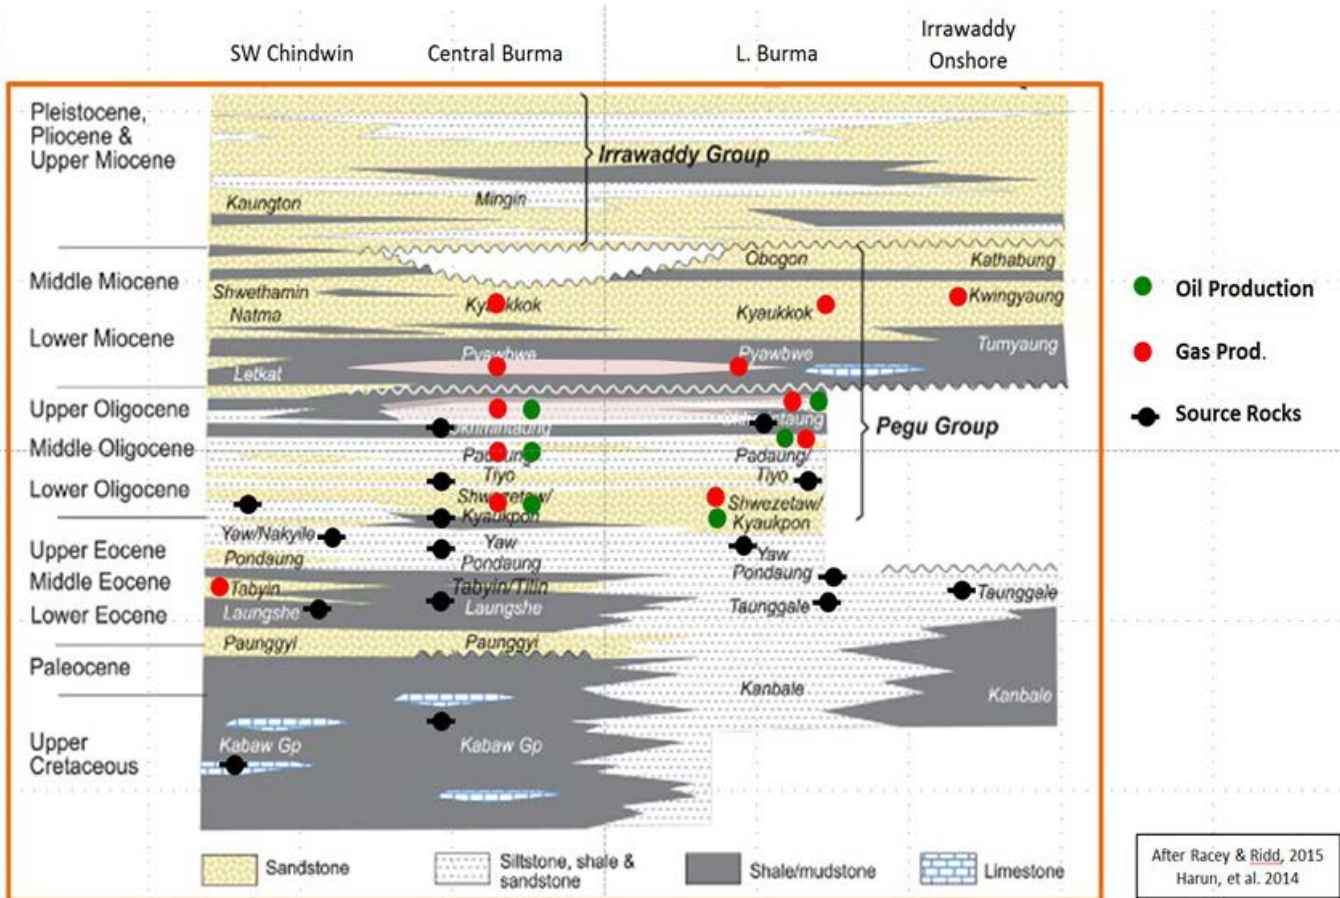 SW Chindwin
Central Burma
L. Burma
Irrawaddy
Onshore
Pleistocene,
Pliocene &
Upper Miocene
Irrawaddy Group
Kaungton
Mingin
Middle Miocene
Obogon
Kathabung
Shwethamin
Natma
Kyaukkok
Kyaukkok
Kwingyaung
Lower Miocene
Pyawbwe
Pyawbwe
Tumyaung
Letkat
Upper Oligocene
Pegu Group
Middle Oligocene
Padaung/
Tiyo
Tiyo
Lower Oligocene
Shwezetaw/
Kyaukpon
Shwezetaw/
Kyaukpon
Yaw/Nakyile
Yaw
Yaw
Upper Eocene
Pondaung
Pondaung
Pondaung
Middle Eocene
Tabyin
Tabyin/Tilin
Taunggale
Lower Eocene
Laungshe
Laungshe
Taunggale
Paunggyi
Paunggyi
Paleocene
Kanbale
Kanbale
Upper
Cretaceous
Kabaw Gp
Kabaw Gp
Sandstone
Siltstone, shale &
sandstone
Shale/mudstone
Limestone
Oil Production
Gas Prod.
Source Rocks
After Racey & Ridd, 2015
Harun, et al. 2014